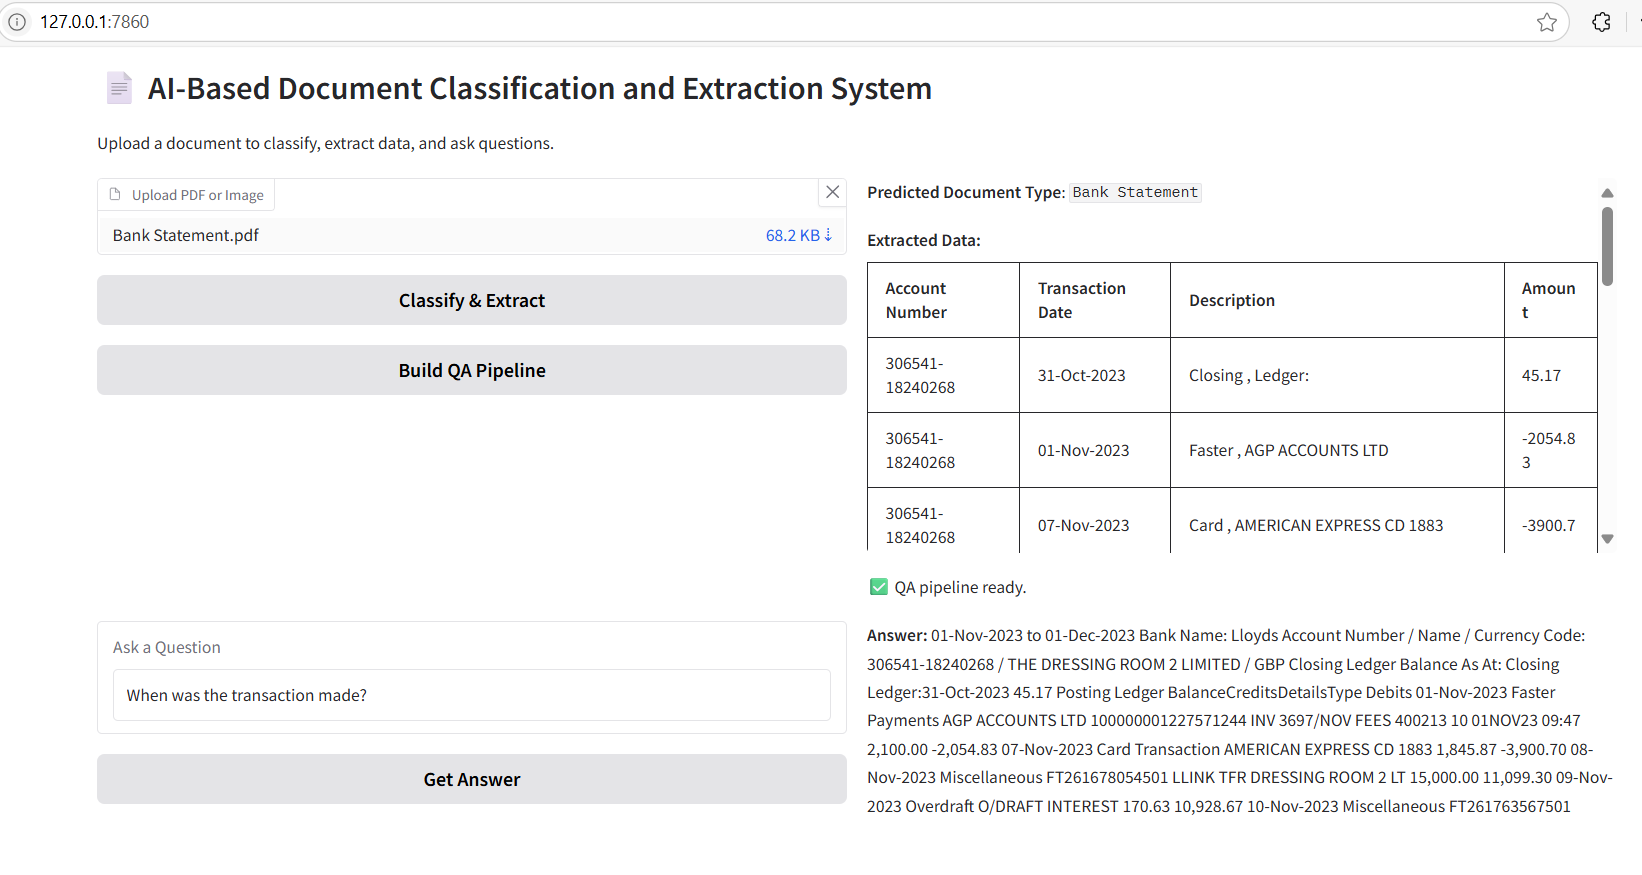 127.0.0.1:7860
AI-Based Document Classification and Extraction System
Upload a document to classify, extract data, and ask questions.
Upload PDF or Image
Bank Statement.pdf 68.2 KB ⇣
Classify & Extract
Build QA Pipeline
Predicted Document Type: Bank Statement
Extracted Data:
Account Number Transaction Date Description Amount
306541-18240268 31-Oct-2023 Closing , Ledger: 45.17
306541-18240268 01-Nov-2023 Faster , AGP ACCOUNTS LTD -2054.83
306541-18240268 07-Nov-2023 Card , AMERICAN EXPRESS CD 1883 -3900.7
✅ QA pipeline ready.
Ask a Question
When was the transaction made?
Get Answer
Answer: 01-Nov-2023 to 01-Dec-2023 Bank Name: Lloyds Account Number / Name / Currency Code:
306541-18240268 / THE DRESSING ROOM 2 LIMITED / GBP Closing Ledger Balance As At: Closing
Ledger:31-Oct-2023 45.17 Posting Ledger BalanceCreditsDetailsType Debits 01-Nov-2023 Faster
Payments AGP ACCOUNTS LTD 100000001227571244 INV 3697/NOV FEES 400213 10 01NOV23 09:47
2,100.00 -2,054.83 07-Nov-2023 Card Transaction AMERICAN EXPRESS CD 1883 1,845.87 -3,900.70 08-
Nov-2023 Miscellaneous FT261678054501 LLINK TFR DRESSING ROOM 2 LT 15,000.00 11,099.30 09-Nov-
2023 Overdraft O/DRAFT INTEREST 170.63 10,928.67 10-Nov-2023 Miscellaneous FT261763567501